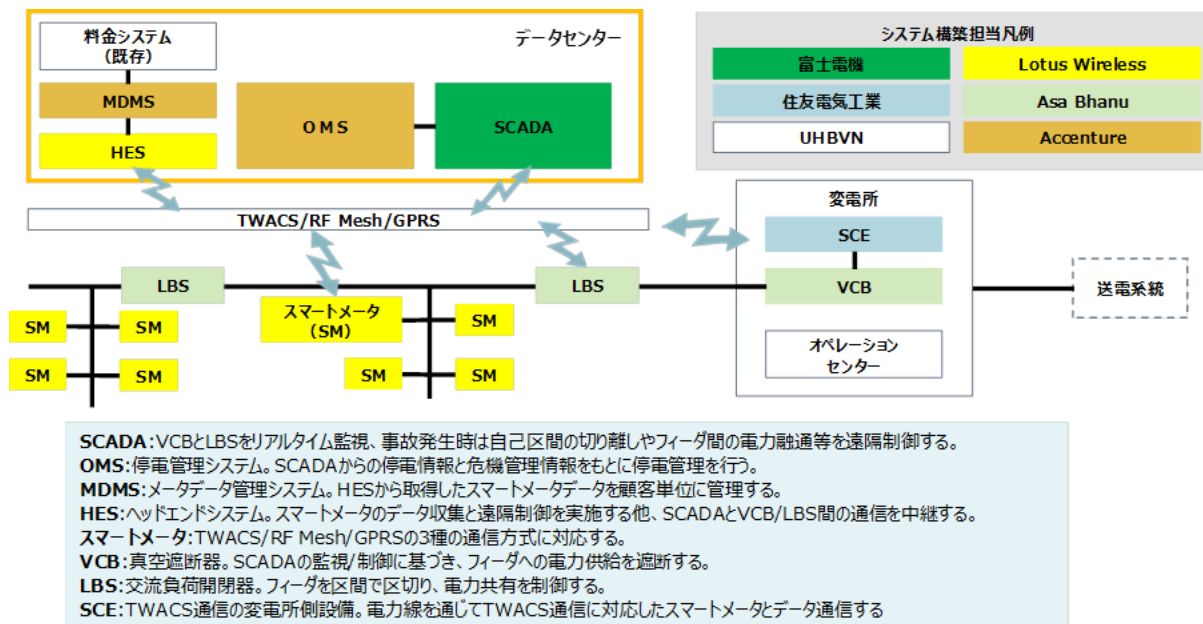 データセンター
料金システム
(既存)
MDMS
HES
OMS
SCADA
システム構築担当凡例
富士電機
Lotus Wireless
住友電気工業
Asa Bhanu
UHBVN
Accenture
TWACS/RF Mesh/GPRS
変電所
SCE
VCB
オペレーション
センター
送電系統
LBS
LBS
スマートメータ
(SM)
SM
SM
SM
SM
SM
SM
SM
SCADA:VCBとLBSをリアルタイム監視、事故発生時は自己区間の切り離しやフィーダ間の電力融通等を遠隔制御する。
OMS:停電管理システム。SCADAからの停電情報と危機管理情報をもとに停電管理を行う。
MDMS:メータデータ管理システム。HESから取得したスマートメータデータを顧客単位に管理する。
HES:ヘッドエンドシステム。スマートメータのデータ収集と遠隔制御を実施する他、SCADAとVCB/LBS間の通信を中継する。
スマートメータ:TWACS/RF Mesh/GPRSの3種の通信方式に対応する。
VCB:真空遮断器。SCADAの監視/制御に基づき、フィーダへの電力供給を遮断する。
LBS:交流負荷開閉器。フィーダを区間で区切り、電力共有を制御する。
SCE:TWACS通信の変電所側設備。電力線を通じてTWACS通信に対応したスマートメータとデータ通信する